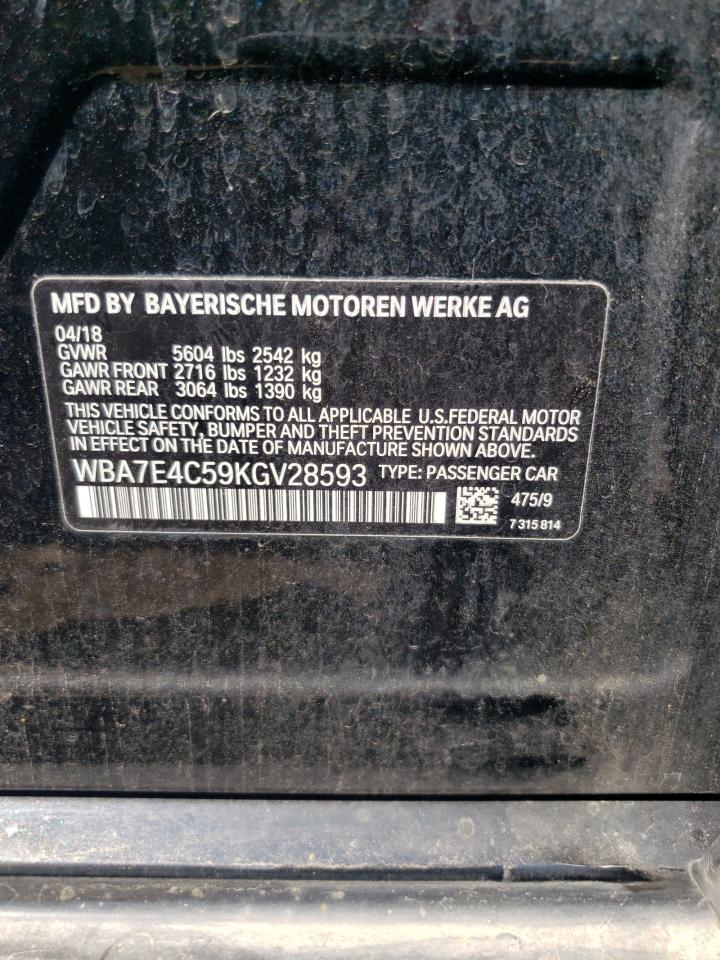 MFD BY BAYERISCHE MOTOREN WERKE AG
04/18
GVWR 5604 lbs 2542 kg
GAWR FRONT 2716 lbs 1232 kg
GAWR REAR 3064 lbs 1390 kg
THIS VEHICLE CONFORMS TO ALL APPLICABLE U.S.FEDERAL MOTOR
VEHICLE SAFETY, BUMPER AND THEFT PREVENTION STANDARDS
IN EFFECT ON THE DATE OF MANUFACTURE SHOWN ABOVE.
WBA7E4C59KGV28593 TYPE: PASSENGER CAR
475/9
7 315 814